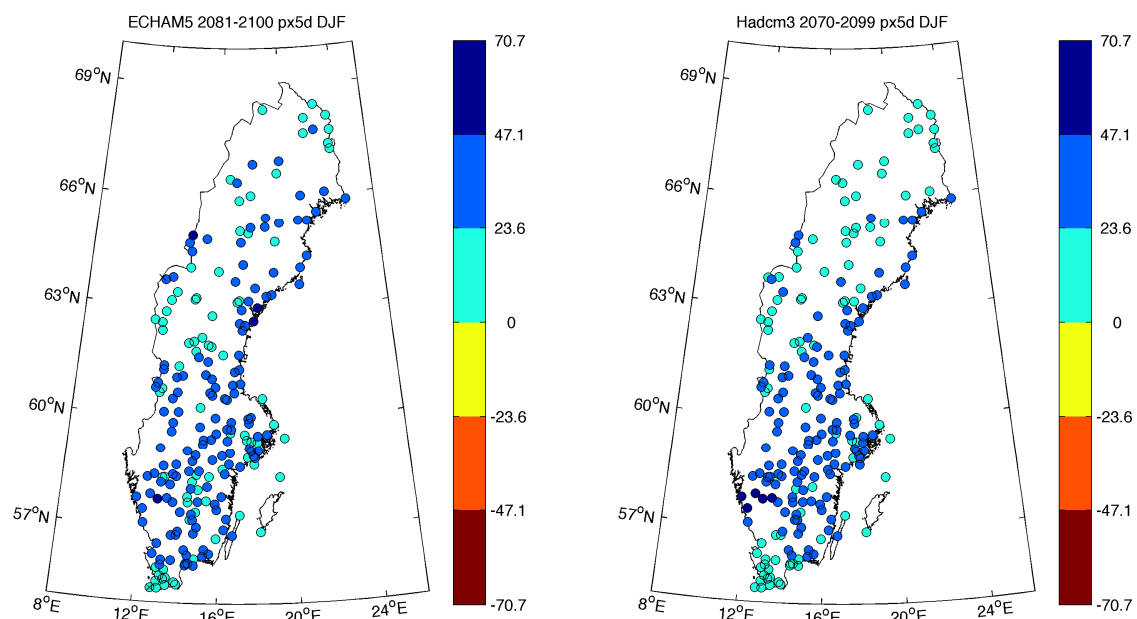 ECHAM5 2081-2100 px5d DJF
69°N
66°N
63°N
60°N
57°N
8°E
12°E
16°E
20°E
24°E
70.7
47.1
23.6
0
-23.6
-47.1
-70.7
Hadcm3 2070-2099 px5d DJF
69°N
66°N
63°N
60°N
57°N
8°E
12°E
16°E
20°E
24°E
70.7
47.1
23.6
0
-23.6
-47.1
-70.7